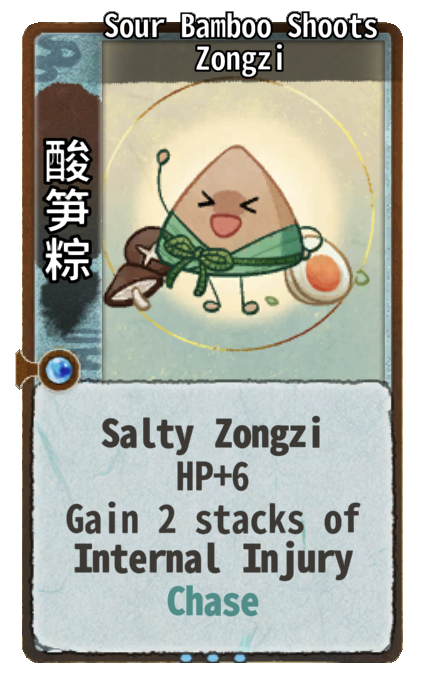 Sour Bamboo Shoots
Zongzi
酸笋粽
Salty Zongzi
HP+6
Gain 2 stacks of
Internal Injury
Chase